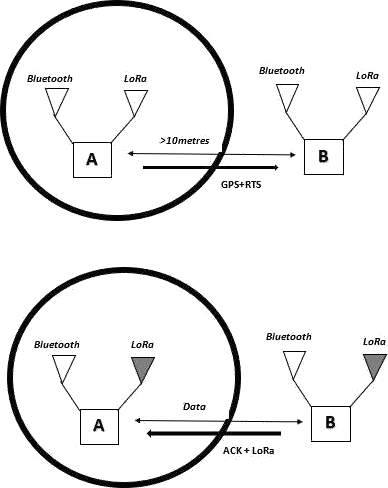 Bluetooth LoRa Bluetooth LoRa
>10metres
A B
GPS+RTS
Bluetooth LoRa Bluetooth LoRa
Data
A B
ACK + LoRa